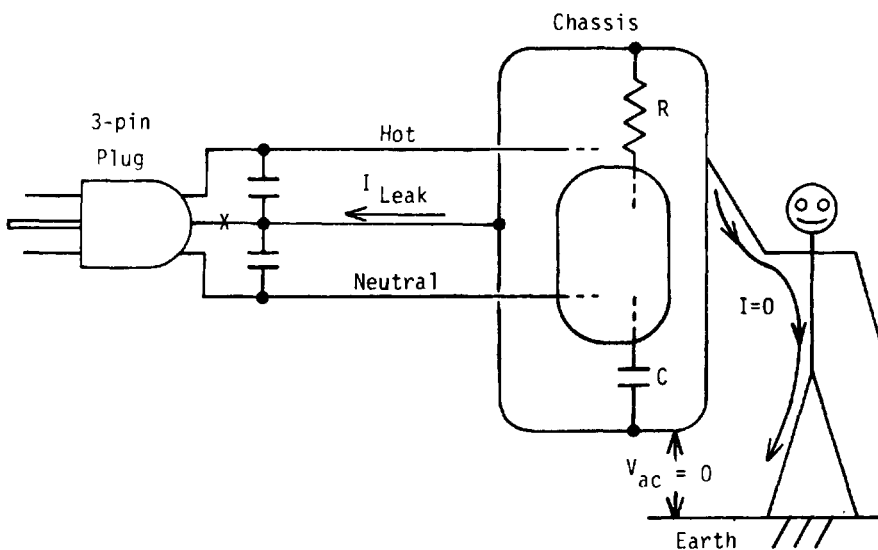 Chassis
3-pin
Plug
Hot
R
I Leak
X
Neutral
I=0
C
V ac = 0
Earth